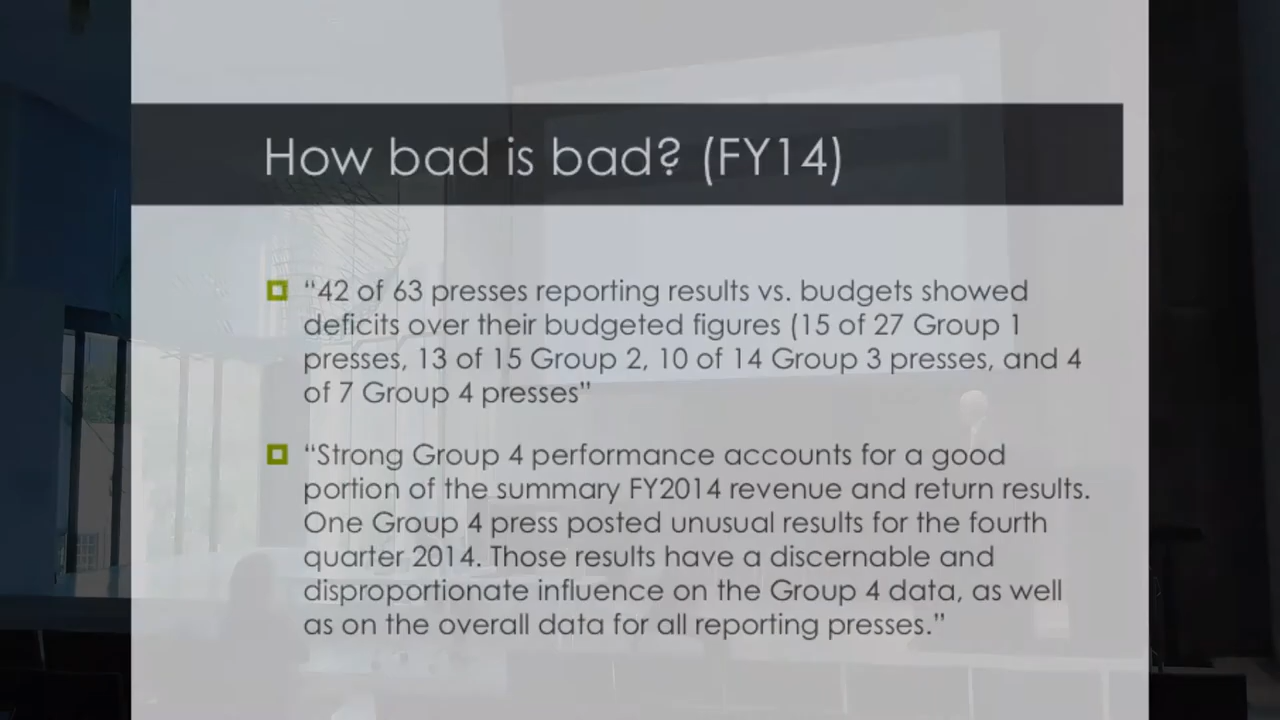 How bad is bad? (FY14)
“42 of 63 presses reporting results vs. budgets showed
deficits over their budgeted figures (15 of 27 Group 1
presses, 13 of 15 Group 2, 10 of 14 Group 3 presses, and 4
of 7 Group 4 presses”
“Strong Group 4 performance accounts for a good
portion of the summary FY2014 revenue and return results.
One Group 4 press posted unusual results for the fourth
quarter 2014. Those results have a discernable and
disproportionate influence on the Group 4 data, as well
as on the overall data for all reporting presses.”